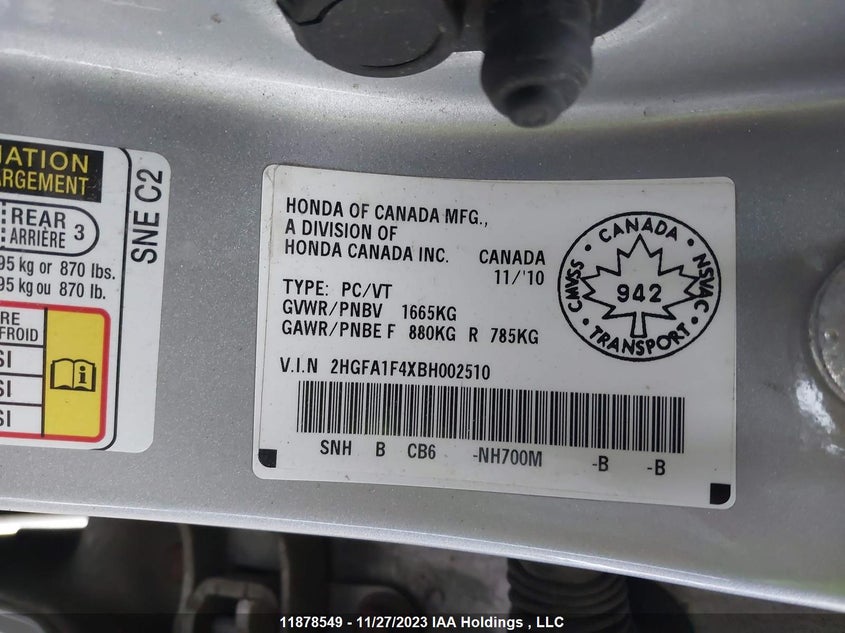 NATION
ARGEMENT
REAR 3
ARRIÈRE
95 kg or 870 lbs.
95 kg ou 870 lb.
FROID
SI
SI
SI
SNE C2
HONDA OF CANADA MFG.,
A DIVISION OF
HONDA CANADA INC. CANADA
11/'10
TYPE: PC/VT
GVWR/PNBV 1665KG
GAWR/PNBE F 880KG R 785KG
V.I.N 2HGFA1F4XBH002510
SNH B CB6 -NH700M -B -B
CANADA
CMVSS
NSVAC
942
TRANSPORT
11878549 - 11/27/2023 IAA Holdings , LLC